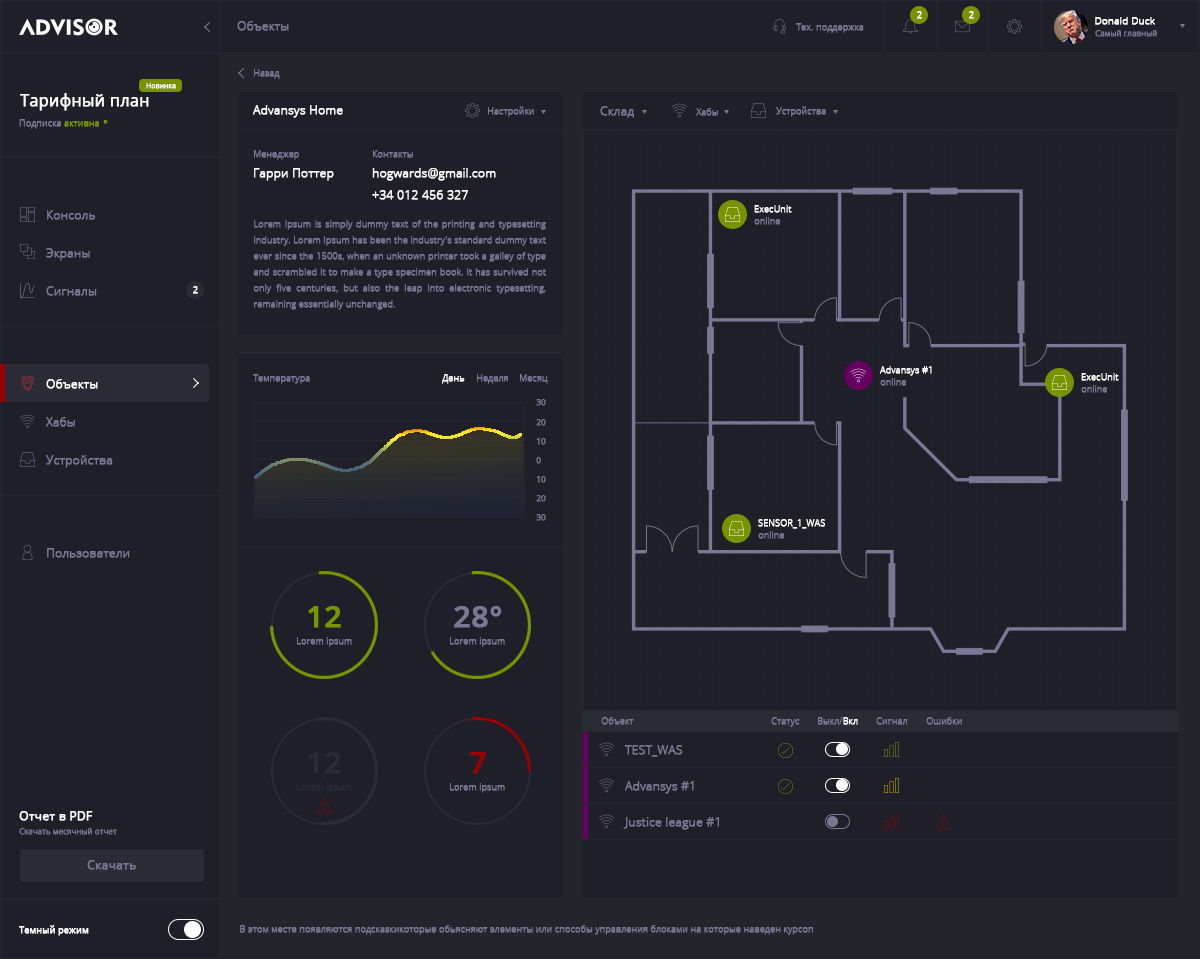 ADVISOR
Объекты
Тех. поддержка
2
2
Donald Duck
Самый главный
Новинка
Тарифный план
Подписка активна
Консоль
Экраны
Сигналы
2
Объекты
Хабы
Устройства
Пользователи
Отчет в PDF
Скачать месячный отчет
Скачать
Темный режим
Назад
Advansys Home
Настройки
Менеджер
Контакты
Гарри Поттер
hogwards@gmail.com
+34 012 456 327
Lorem Ipsum is simply dummy text of the printing and typesetting
industry. Lorem Ipsum has been the industry's standard dummy text
ever since the 1500s, when an unknown printer took a galley of type
and scrambled it to make a type specimen book. It has survived not
only five centuries, but also the leap into electronic typesetting,
remaining essentially unchanged.
Температура
День
Неделя
Месяц
30
20
10
0
10
20
30
12
Lorem Ipsum
28°
Lorem Ipsum
12
Lorem Ipsum
7
Lorem Ipsum
Склад
Хабы
Устройства
ExecUnit
online
Advansys #1
online
ExecUnit
online
SENSOR_1_WAS
online
Объект
Статус
Выкл/Вкл
Сигнал
Ошибки
TEST_WAS
Advansys #1
Justice league #1
В этом месте появляются подсказкикоторые обьясняют элементы или способы управления блоками на которые наведен курсоп